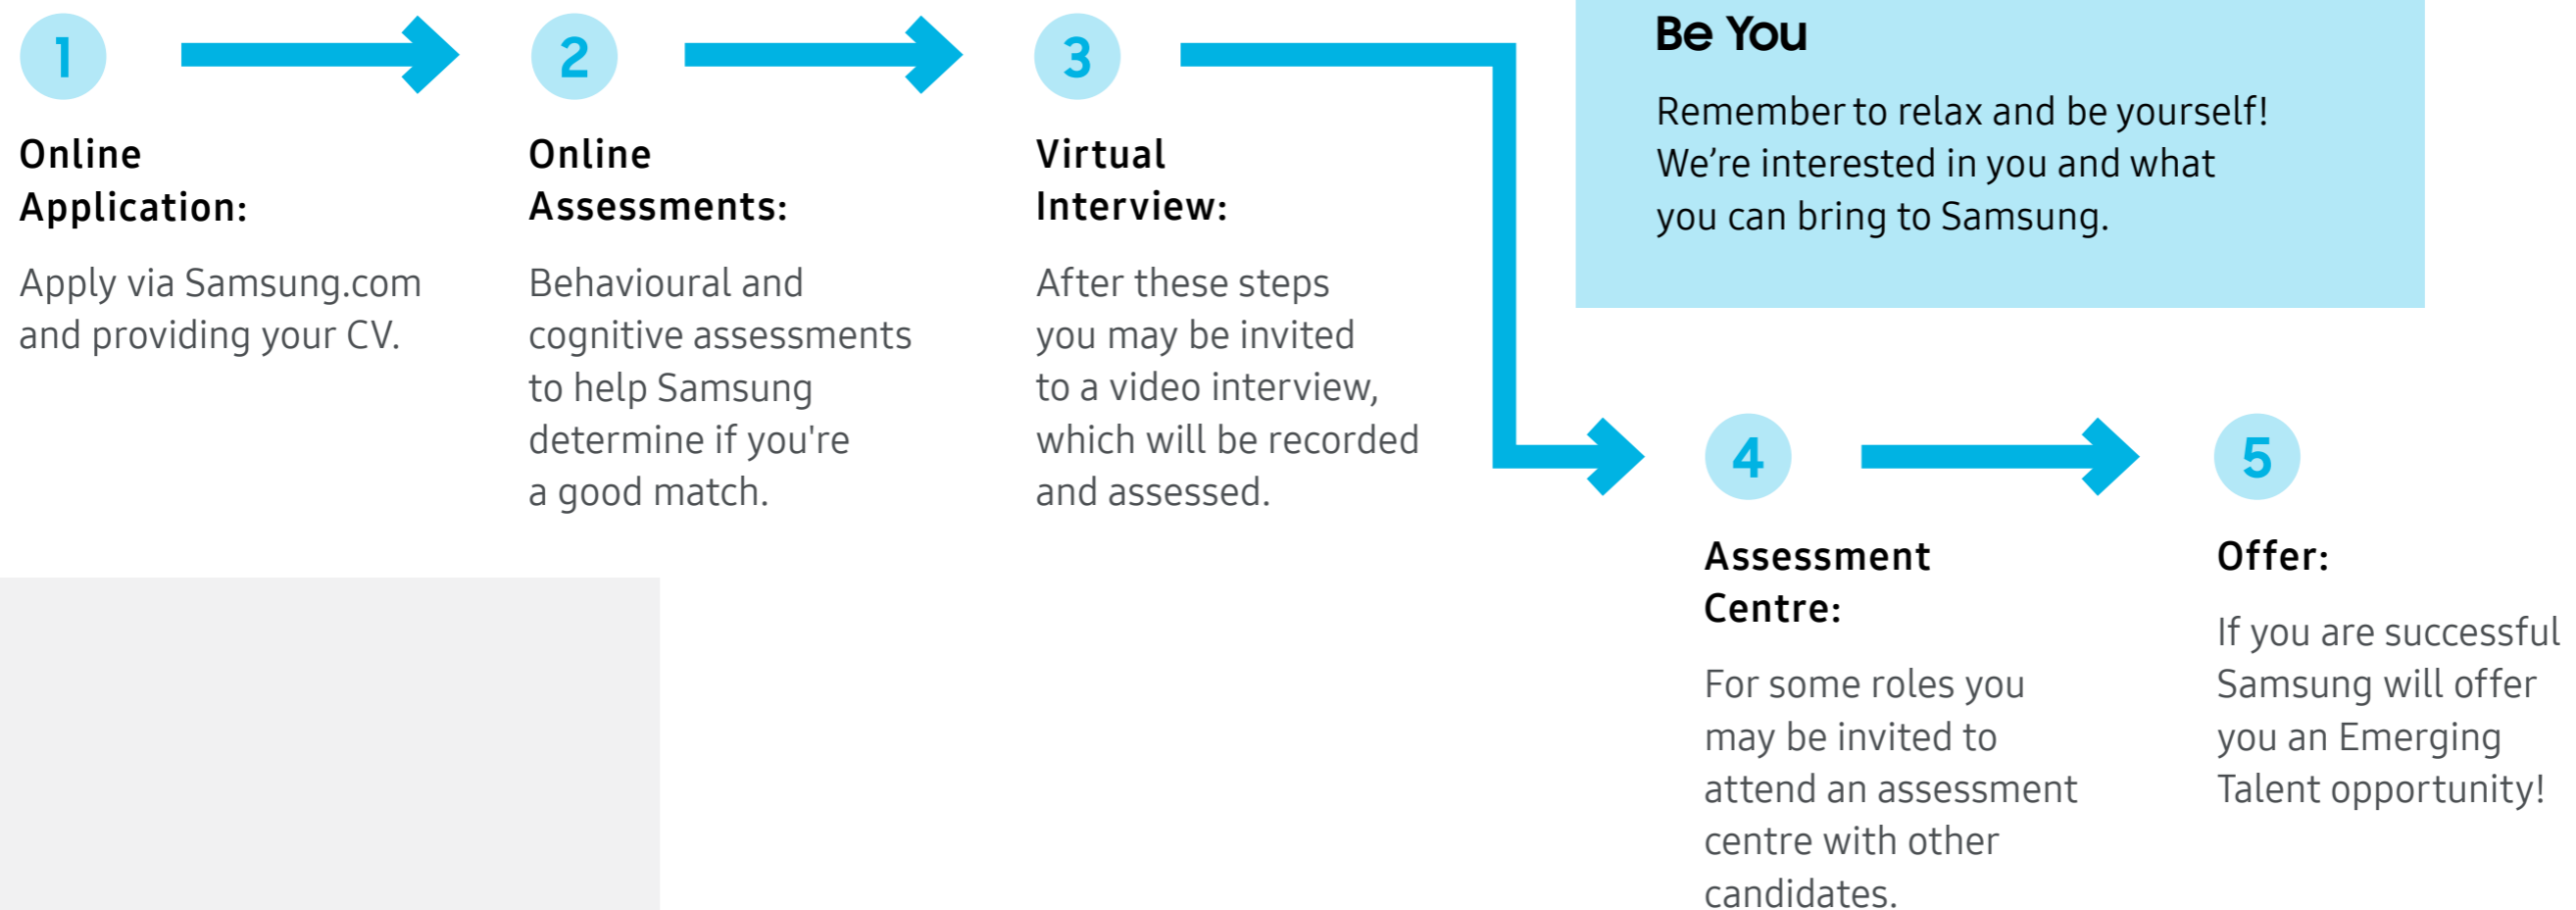 1
Online
Application:
Apply via Samsung.com
and providing your CV.
2
Online
Assessments:
Behavioural and
cognitive assessments
to help Samsung
determine if you're
a good match.
3
Virtual
Interview:
After these steps
you may be invited
to a video interview,
which will be recorded
and assessed.
Be You
Remember to relax and be yourself!
We’re interested in you and what
you can bring to Samsung.
4
Assessment
Centre:
For some roles you
may be invited to
attend an assessment
centre with other
candidates.
5
Offer:
If you are successful
Samsung will offer
you an Emerging
Talent opportunity!